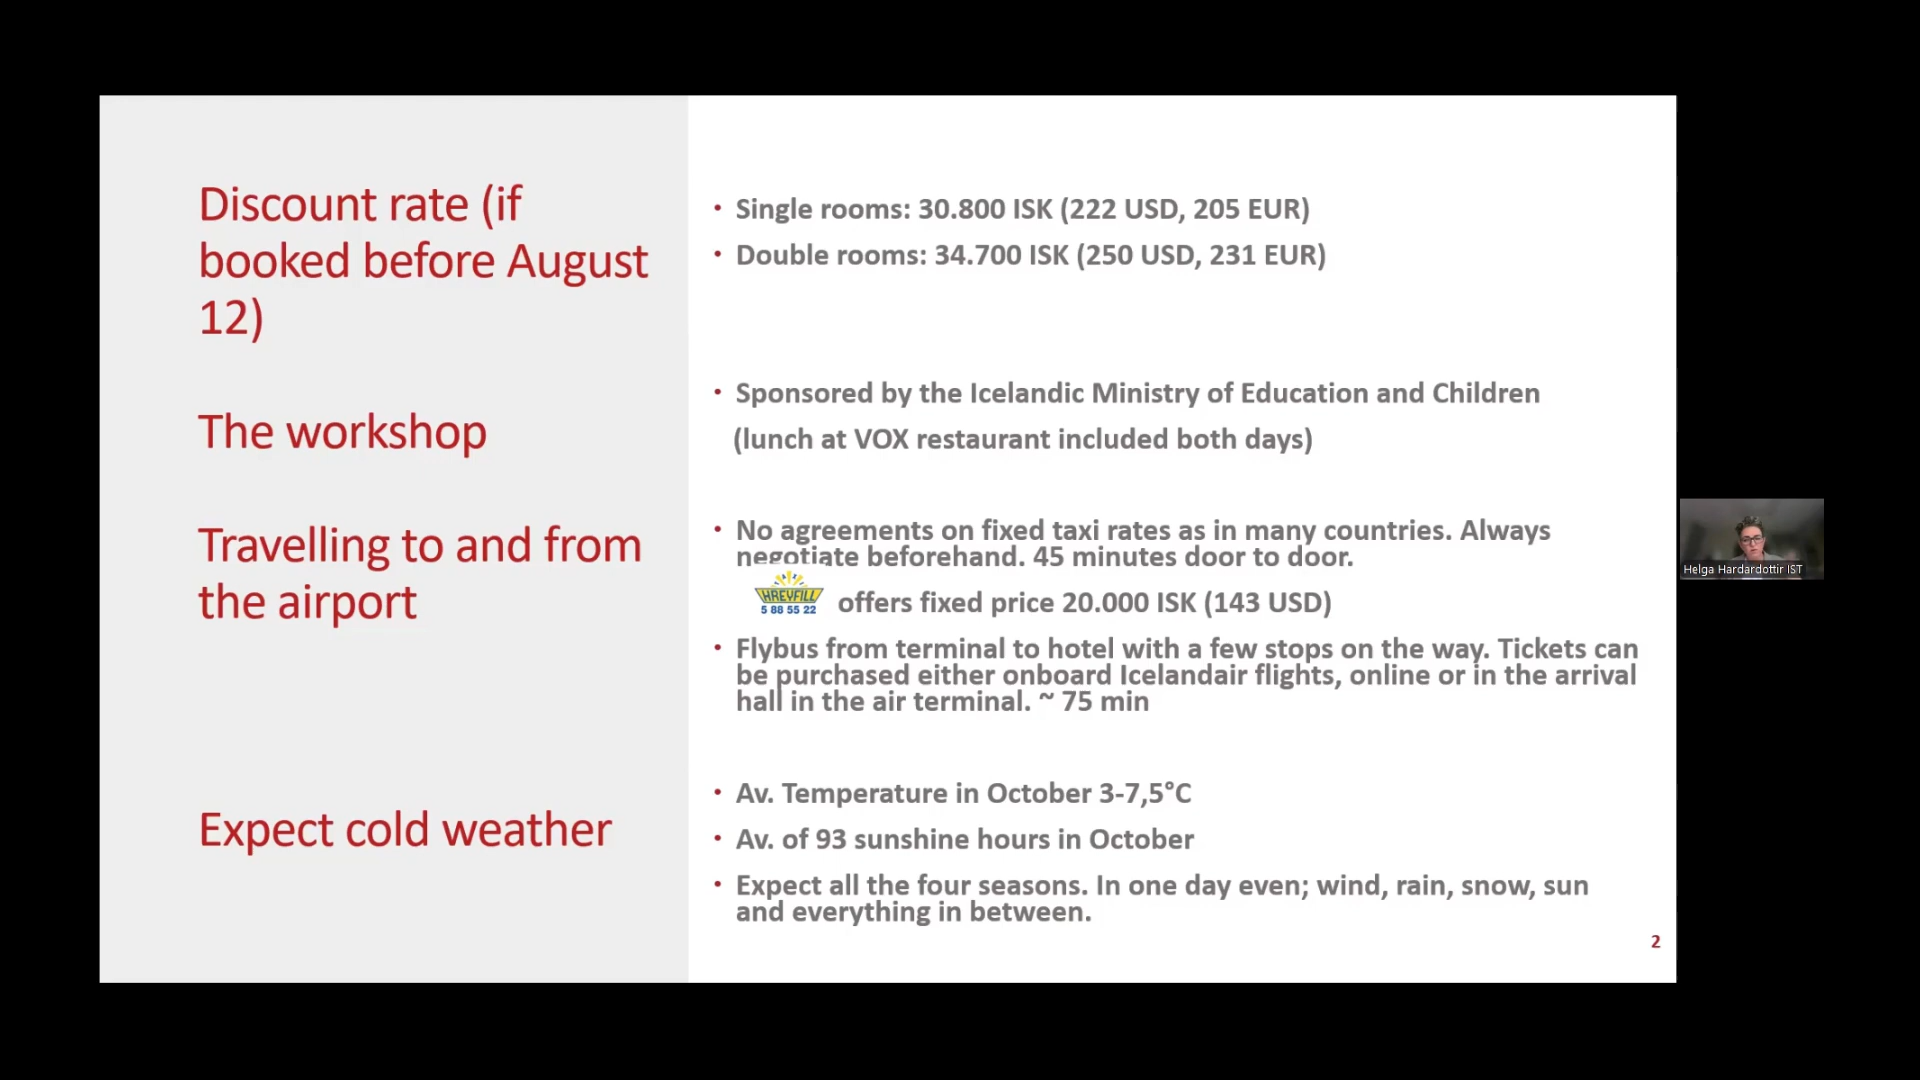 Discount rate (if
booked before August
12)
Single rooms: 30.800 ISK (222 USD, 205 EUR)
Double rooms: 34.700 ISK (250 USD, 231 EUR)
The workshop
Sponsored by the Icelandic Ministry of Education and Children
(lunch at VOX restaurant included both days)
Travelling to and from
the airport
No agreements on fixed taxi rates as in many countries. Always
negotiate beforehand. 45 minutes door to door.
HREYFILL
5 88 55 22
offers fixed price 20.000 ISK (143 USD)
Flybus from terminal to hotel with a few stops on the way. Tickets can
be purchased either onboard Icelandair flights, online or in the arrival
hall in the air terminal. ~ 75 min
Expect cold weather
Av. Temperature in October 3-7,5°C
Av. of 93 sunshine hours in October
Expect all the four seasons. In one day even; wind, rain, snow, sun
and everything in between.
2
Helga Hardardottir IST